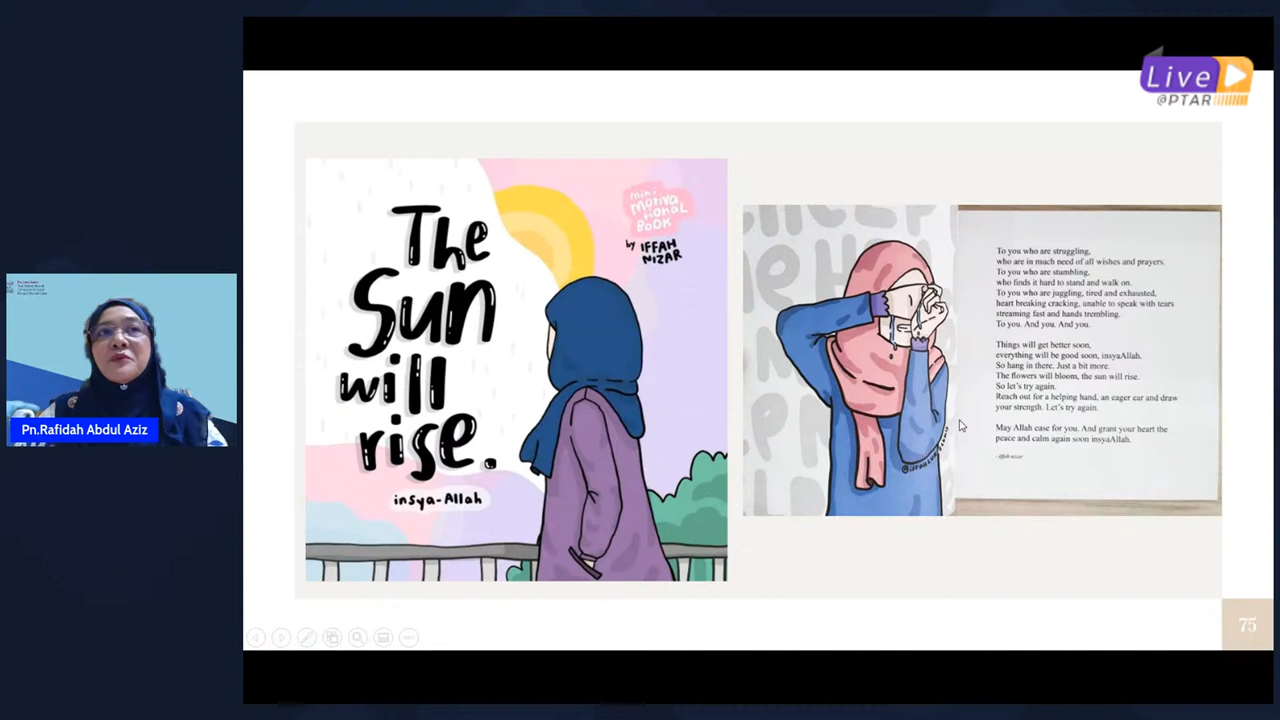 Live
@PTAR
The
Sun
will
rise.
insya-Allah
mini
motiva
tional
BOOK
by IFFAH
NIZAR
To you who are struggling,
who are in much need of all wishes and prayers.
To you who are stumbling,
who finds it hard to stand and walk on.
To you who are juggling, tired and exhausted,
heart breaking cracking, unable to speak with tears
streaming fast and hands trembling.
To you. And you. And you.
Things will get better soon,
everything will be good soon, insyaAllah.
So hang in there. Just a bit more.
The flowers will bloom, the sun will rise.
So let's try again.
Reach out for a helping hand, an eager ear and draw
your strength. Let's try again.
May Allah ease for you. And grant your heart the
peace and calm again soon insyaAllah.
- iffah nizar
Pn.Rafidah Abdul Aziz
75